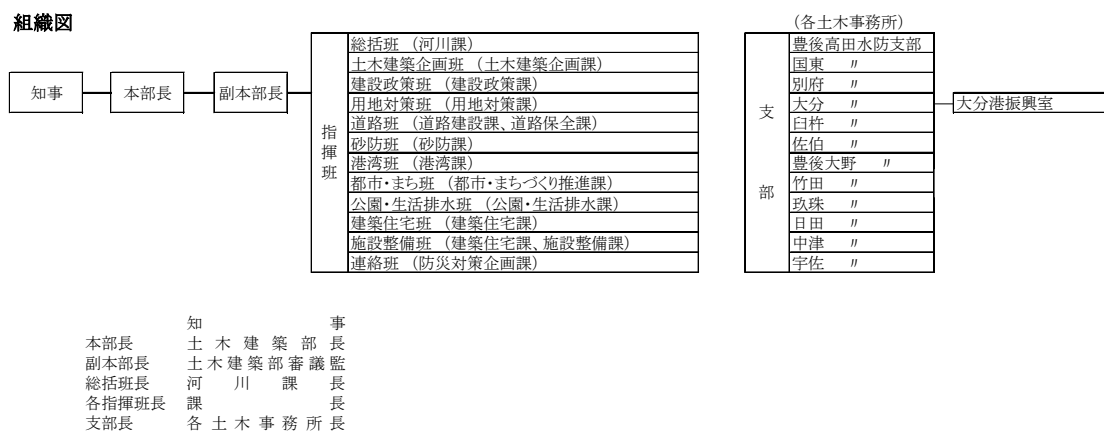 組織図
知事
本部長
副本部長
指揮班
総括班 （河川課）
土木建築企画班 （土木建築企画課）
建設政策班 （建設政策課）
用地対策班 （用地対策課）
道路班 （道路建設課、道路保全課）
砂防班 （砂防課）
港湾班 （港湾課）
都市・まち班 （都市・まちづくり推進課）
公園・生活排水班 （公園・生活排水課）
建築住宅班 （建築住宅課）
施設整備班 （建築住宅課、施設整備課）
連絡班 （防災対策企画課）
（各土木事務所）
支部
豊後高田水防支部
国東 〃
別府 〃
大分 〃
臼杵 〃
佐伯 〃
豊後大野 〃
竹田 〃
玖珠 〃
日田 〃
中津 〃
宇佐 〃
大分港振興室
知事
本部長 土木建築部長
副本部長 土木建築部審議監
総括班長 河川課長
各指揮班長 課長
支部長 各土木事務所長